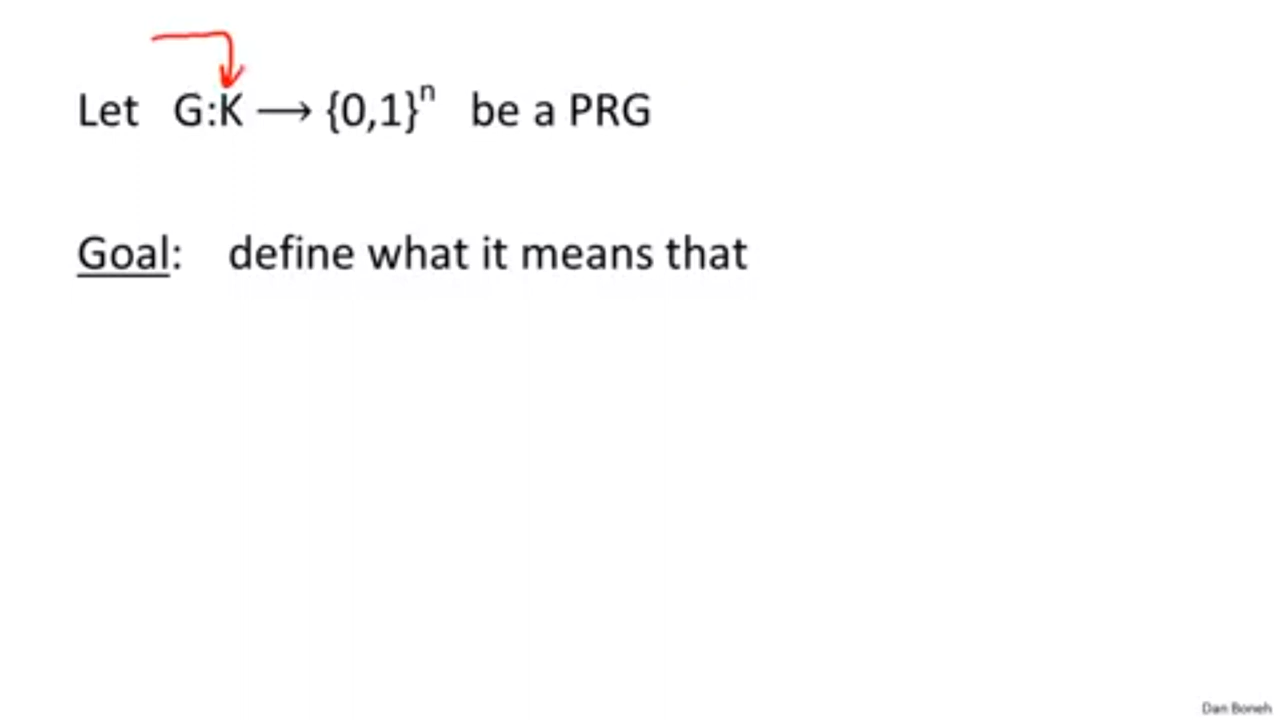 Let G:K ⟶ {0,1}ⁿ be a PRG
Goal: define what it means that
Dan Boneh